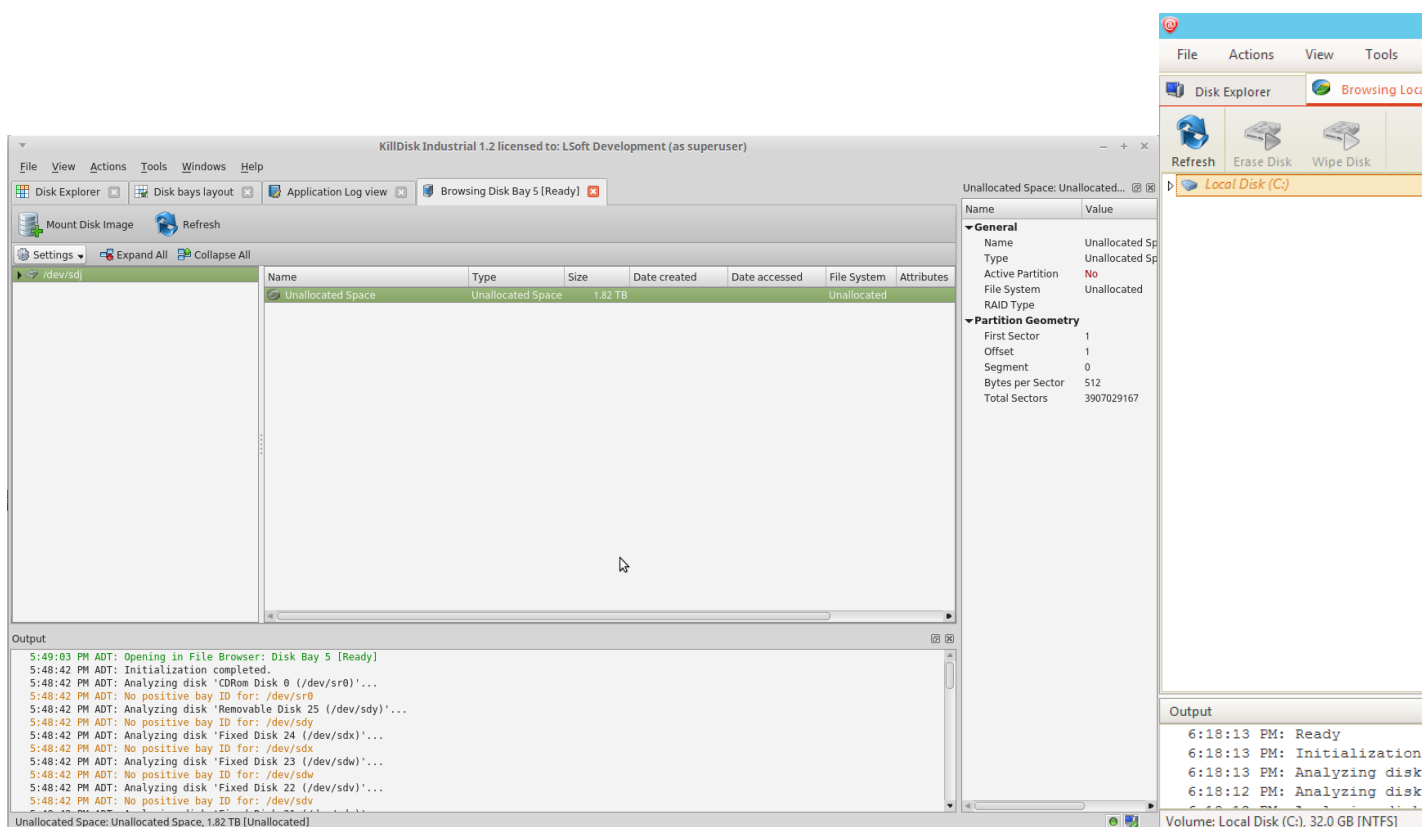 KillDisk Industrial 1.2 licensed to: LSoft Development (as superuser)
File View Actions Tools Windows Help
Disk Explorer Disk bays layout Application Log view Browsing Disk Bay 5 [Ready]
Mount Disk Image Refresh
Settings Expand All Collapse All
/dev/sdj
Name Type Size Date created Date accessed File System Attributes
Unallocated Space Unallocated Space 1.82 TB Unallocated
Unallocated Space: Unallocated...
Name Value
General
Name Unallocated Sp
Type Unallocated Sp
Active Partition No
File System Unallocated
RAID Type
Partition Geometry
First Sector 1
Offset 1
Segment 0
Bytes per Sector 512
Total Sectors 3907029167
Output
5:49:03 PM ADT: Opening in File Browser: Disk Bay 5 [Ready]
5:48:42 PM ADT: Initialization completed.
5:48:42 PM ADT: Analyzing disk 'CDRom Disk 0 (/dev/sr0)'...
5:48:42 PM ADT: No positive bay ID for: /dev/sr0
5:48:42 PM ADT: Analyzing disk 'Removable Disk 25 (/dev/sdy)'...
5:48:42 PM ADT: No positive bay ID for: /dev/sdy
5:48:42 PM ADT: Analyzing disk 'Fixed Disk 24 (/dev/sdx)'...
5:48:42 PM ADT: No positive bay ID for: /dev/sdx
5:48:42 PM ADT: Analyzing disk 'Fixed Disk 23 (/dev/sdw)'...
5:48:42 PM ADT: No positive bay ID for: /dev/sdw
5:48:42 PM ADT: Analyzing disk 'Fixed Disk 22 (/dev/sdv)'...
5:48:42 PM ADT: No positive bay ID for: /dev/sdv
Unallocated Space: Unallocated Space, 1.82 TB [Unallocated]
File Actions View Tools
Disk Explorer Browsing Loca
Refresh Erase Disk Wipe Disk
Local Disk (C:)
Output
6:18:13 PM: Ready
6:18:13 PM: Initialization
6:18:13 PM: Analyzing disk
6:18:12 PM: Analyzing disk
Volume: Local Disk (C:), 32.0 GB [NTFS]